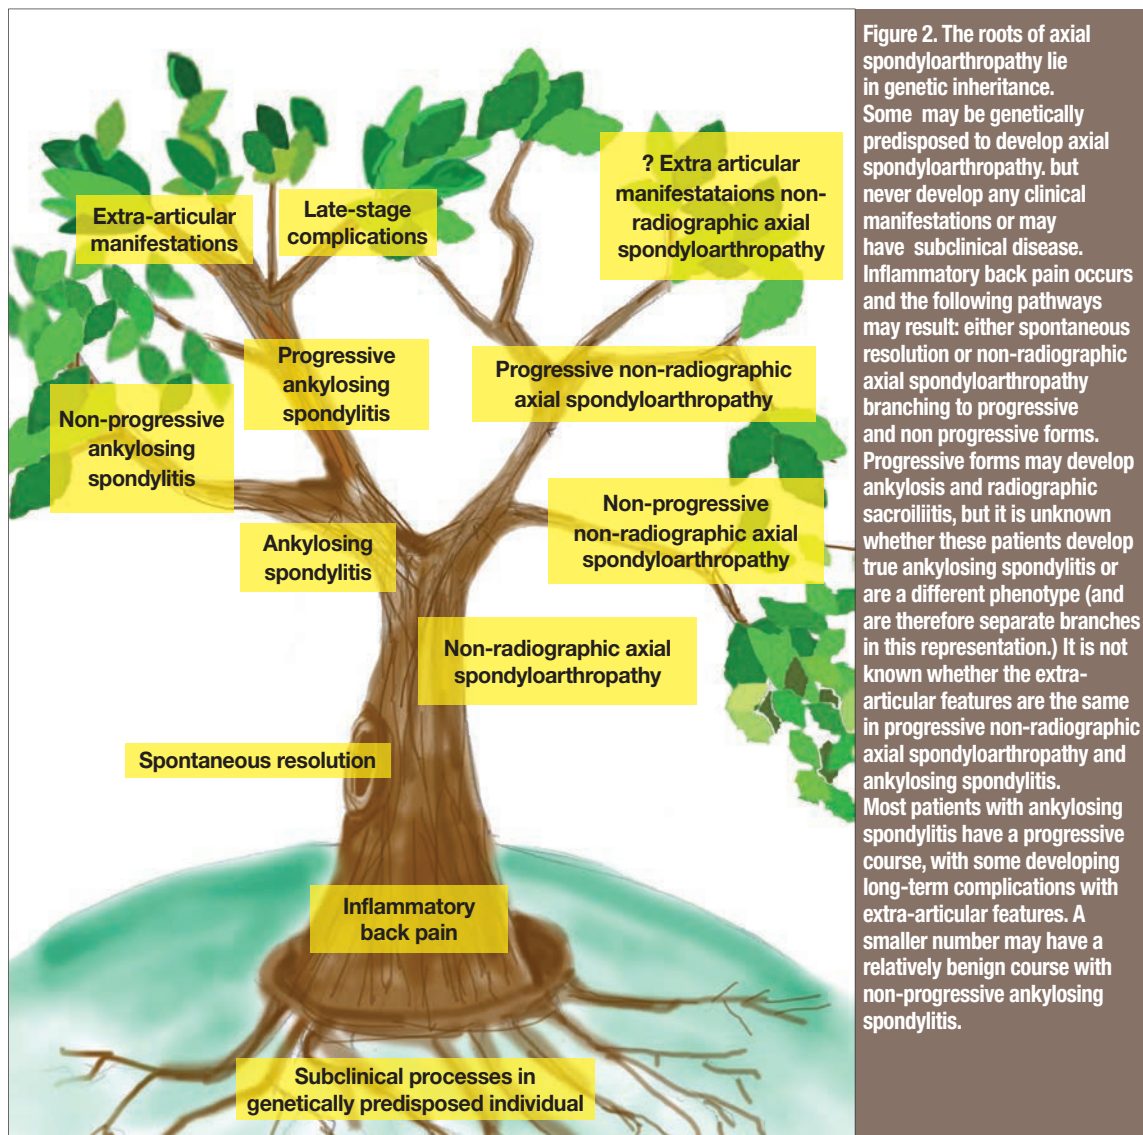 Extra-articular
manifestations
Late-stage
complications
? Extra articular
manifestataions non-
radiographic axial
spondyloarthropathy
Progressive
ankylosing
spondylitis
Progressive non-radiographic
axial spondyloarthropathy
Non-progressive
ankylosing
spondylitis
Non-progressive
non-radiographic axial
spondyloarthropathy
Ankylosing
spondylitis
Non-radiographic axial
spondyloarthropathy
Spontaneous resolution
Inflammatory
back pain
Subclinical processes in
genetically predisposed individual
Figure 2. The roots of axial
spondyloarthropathy lie
in genetic inheritance.
Some may be genetically
predisposed to develop axial
spondyloarthropathy. but
never develop any clinical
manifestations or may
have subclinical disease.
Inflammatory back pain occurs
and the following pathways
may result: either spontaneous
resolution or non-radiographic
axial spondyloarthropathy
branching to progressive
and non progressive forms.
Progressive forms may develop
ankylosis and radiographic
sacroiliitis, but it is unknown
whether these patients develop
true ankylosing spondylitis or
are a different phenotype (and
are therefore separate branches
in this representation.) It is not
known whether the extra-
articular features are the same
in progressive non-radiographic
axial spondyloarthropathy and
ankylosing spondylitis.
Most patients with ankylosing
spondylitis have a progressive
course, with some developing
long-term complications with
extra-articular features. A
smaller number may have a
relatively benign course with
non-progressive ankylosing
spondylitis.